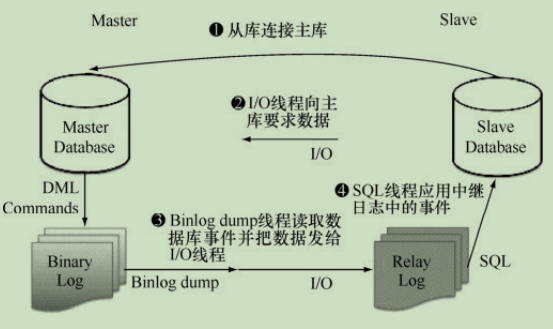 Master
Slave
❶ 从库连接主库
❷ I/O线程向主
库要求数据
I/O
Master
Database
Slave
Database
DML
Commands
❸ Binlog dump线程读取数
据库事件并把数据发给
I/O线程
❹ SQL线程应用中继
日志中的事件
Binary
Log
Binlog dump
I/O
Relay
Log
SQL